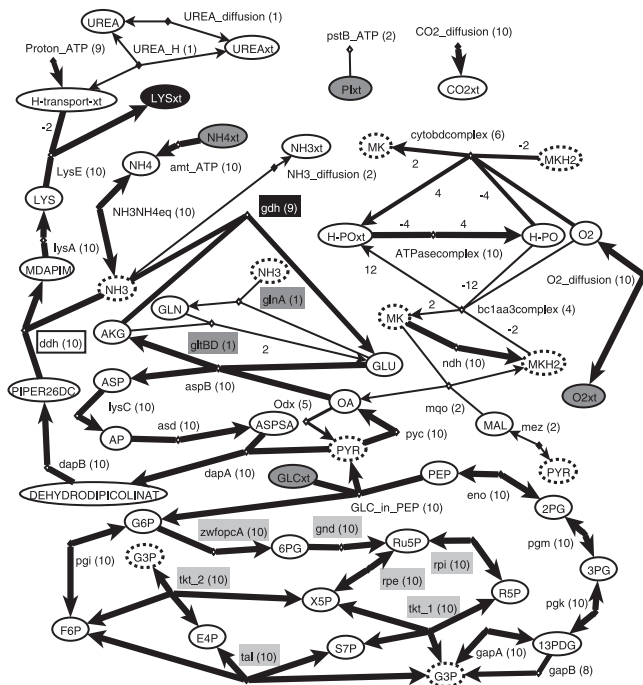 UREA
UREA_diffusion (1)
UREA_H (1)
UREAxt
Proton_ATP (9)
pstB_ATP (2)
CO2_diffusion (10)
H-transport-xt
LYSxt
PIxt
CO2xt
-2
NH4xt
NH3xt
cytobdcomplex (6)
MK
-2
MKH2
LysE (10)
NH4
amt_ATP (10)
NH3_diffusion (2)
2
LYS
NH3NH4eq (10)
gdh (9)
4
-4
lysA (10)
H-POxt
-4
4
H-PO
O2
MDAPIM
ATPasecomplex (10)
NH3
NH3
12
-12
O2_diffusion (10)
glnA (1)
GLN
MK
2
bc1aa3complex (4)
ddh (10)
AKG
gltBD (1)
-2
2
GLU
ndh (10)
MKH2
PIPER26DC
ASP
aspB (10)
O2xt
lysC (10)
Odx (5)
OA
mqo (2)
MAL
mez (2)
AP
asd (10)
ASPSA
pyc (10)
PYR
PYR
dapB (10)
dapA (10)
GLCxt
PEP
DEHYDRODIPICOLINAT
GLC_in_PEP (10)
eno (10)
G6P
2PG
zwfopcA (10)
gnd (10)
Ru5P
pgm (10)
G3P
6PG
rpi (10)
pgi (10)
rpe (10)
3PG
tkt_2 (10)
R5P
X5P
tkt_1 (10)
pgk (10)
F6P
E4P
S7P
13PDG
tal (10)
gapA (10)
G3P
gapB (8)